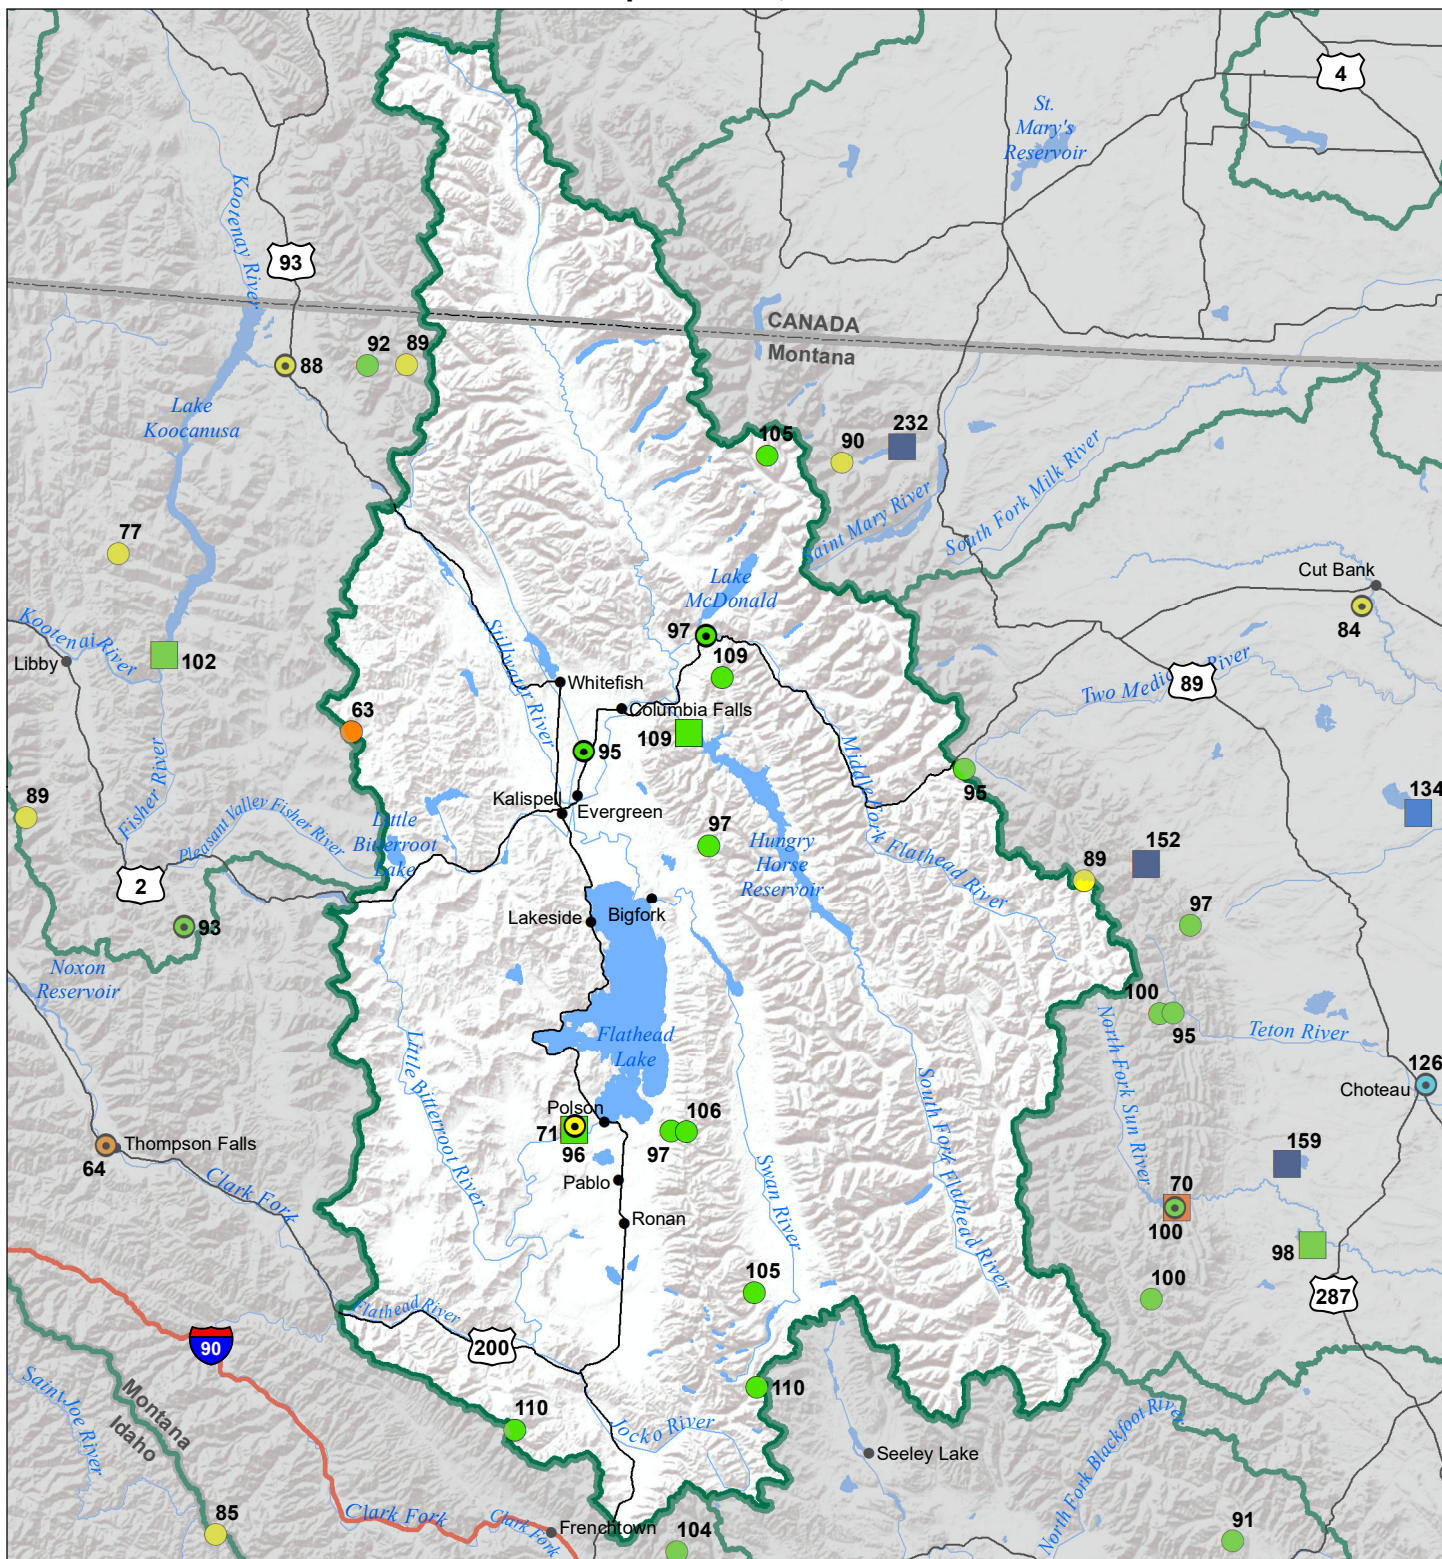 4
St.
Mary's
Reservoir
Kootenay River
93
CANADA
Montana
88
92
89
Lake
Koocanusa
105
90
232
Saint Mary River
South Fork Milk River
77
Cut Bank
84
Lake
McDonald
97
109
Kootenai River
Libby
102
Stillwater River
Whitefish
Columbia Falls
Two Medic
River
89
63
109
95
Middle Fork Flathead River
95
Fisher River
89
Pleasant Valley Fisher River
Kalispell
Evergreen
134
Little
Bitterroot
Lake
97
Hungry
Horse
Reservoir
152
89
2
93
Lakeside
Bigfork
97
Noxon
Reservoir
100
95
Teton River
North Fork Sun River
Flathead
Lake
Little Bitterroot River
South Fork Flathead River
126
Choteau
Polson
71
96
106
97
Thompson Falls
64
Clark Fork
Swan River
159
Pablo
70
100
Ronan
98
105
100
287
Flathead River
200
90
Montana
Idaho
Saint Joe River
110
110
Jocko River
Seeley Lake
North Fork Blackfoot River
85
Clark Fork
Clark Fork
Frenchtown
104
91